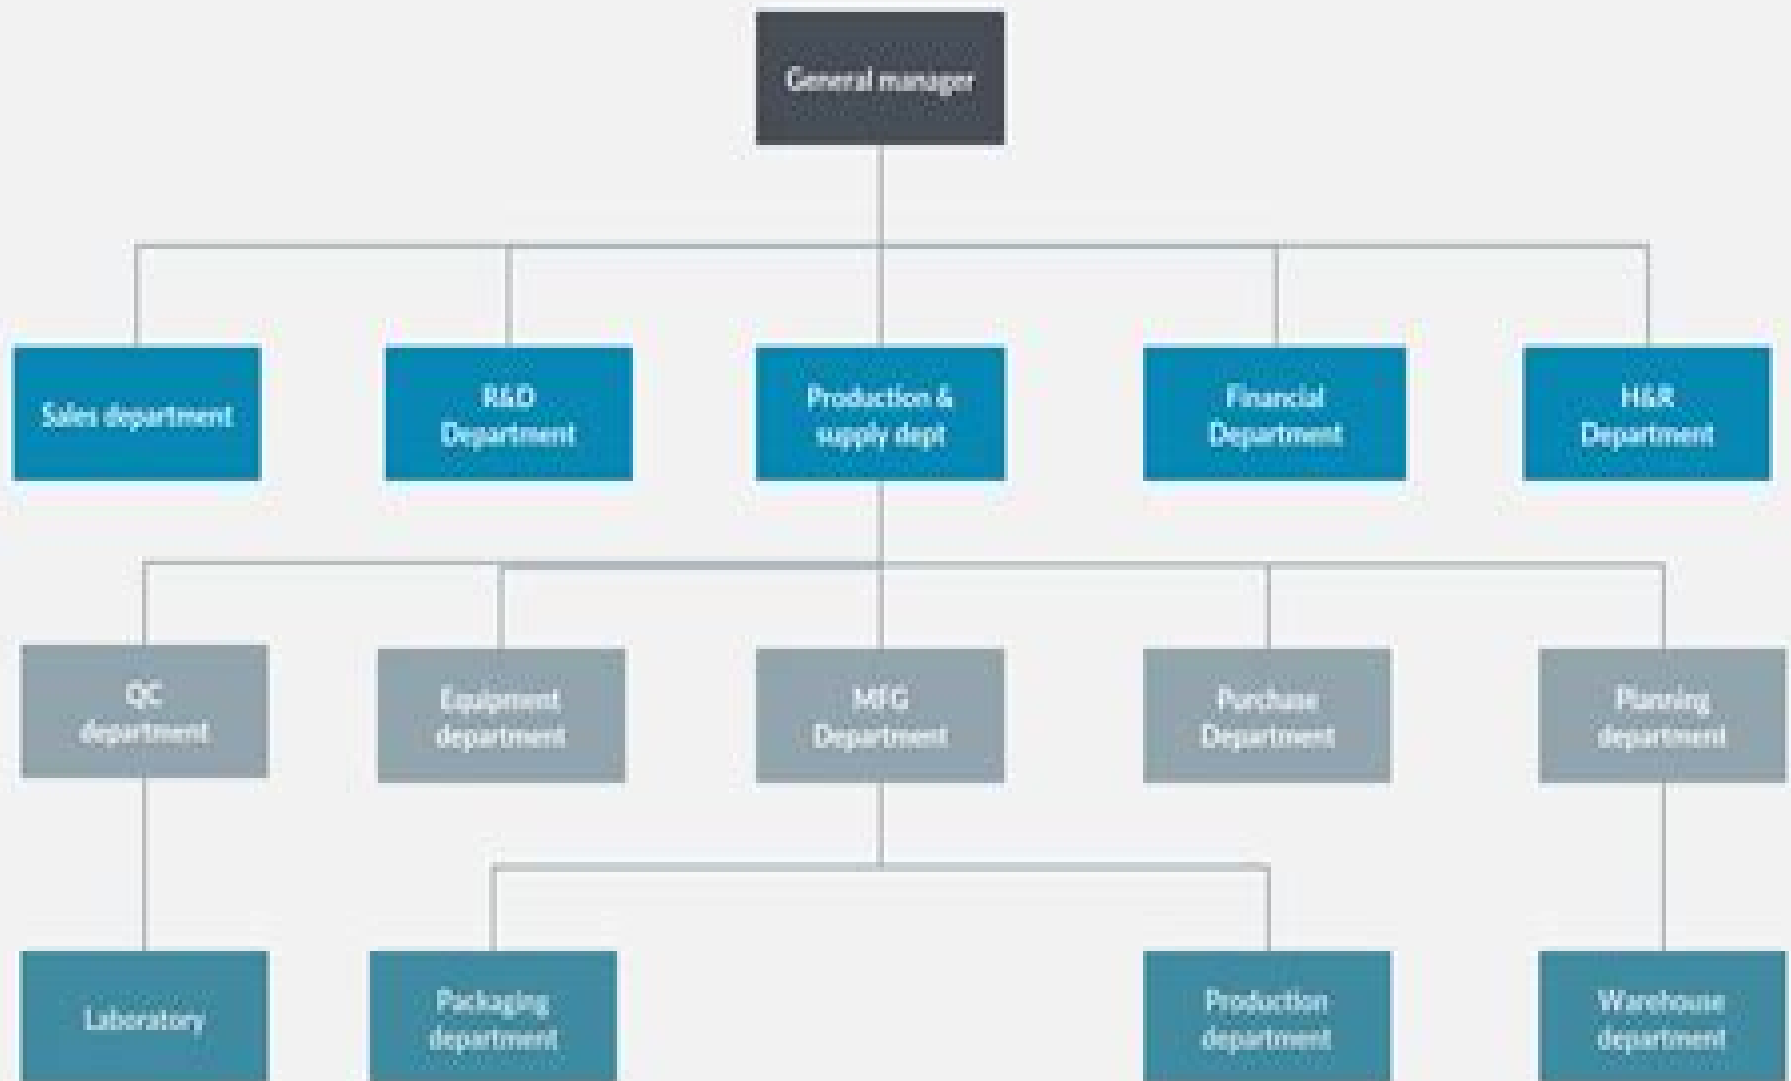 General manager
Sales department
R&D
Department
Production &
supply dept
Financial
Department
H&R
Department
QC
department
Equipment
department
MFG
Department
Purchase
Department
Planning
department
Laboratory
Packaging
department
Production
department
Warehouse
department